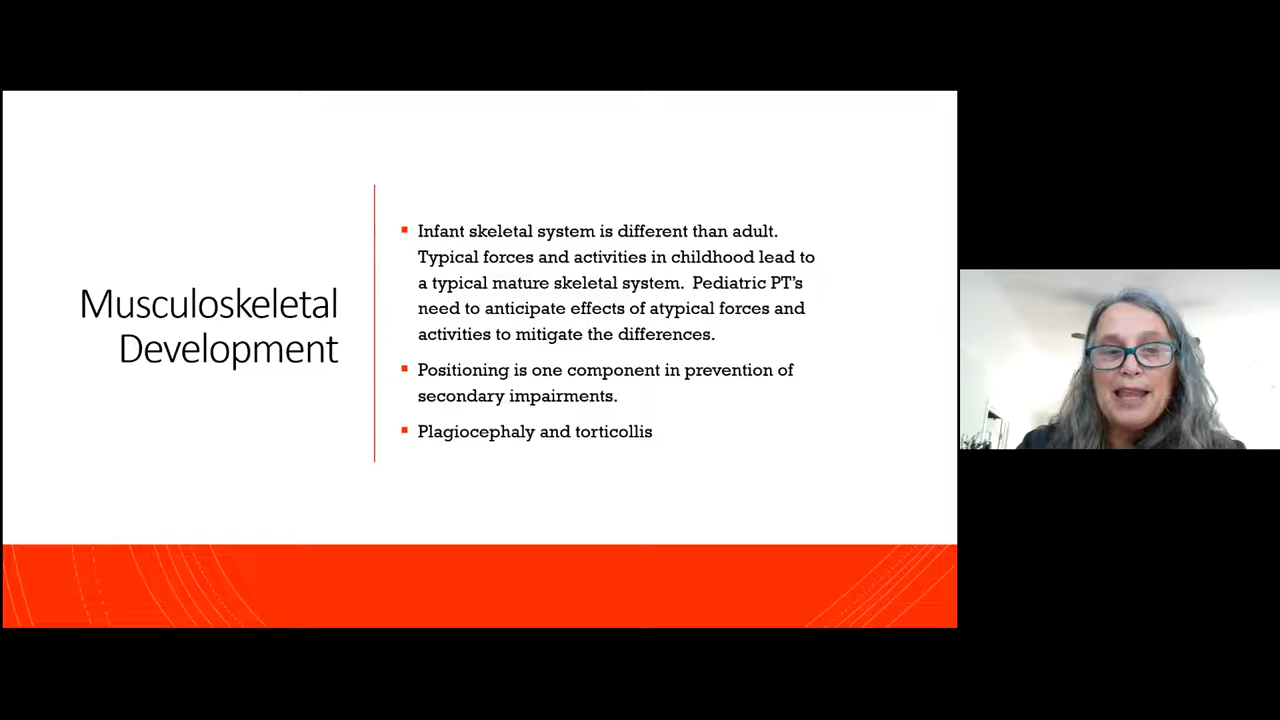 Musculoskeletal
Development
Infant skeletal system is different than adult.
Typical forces and activities in childhood lead to
a typical mature skeletal system.  Pediatric PT's
need to anticipate effects of atypical forces and
activities to mitigate the differences.
Positioning is one component in prevention of
secondary impairments.
Plagiocephaly and torticollis